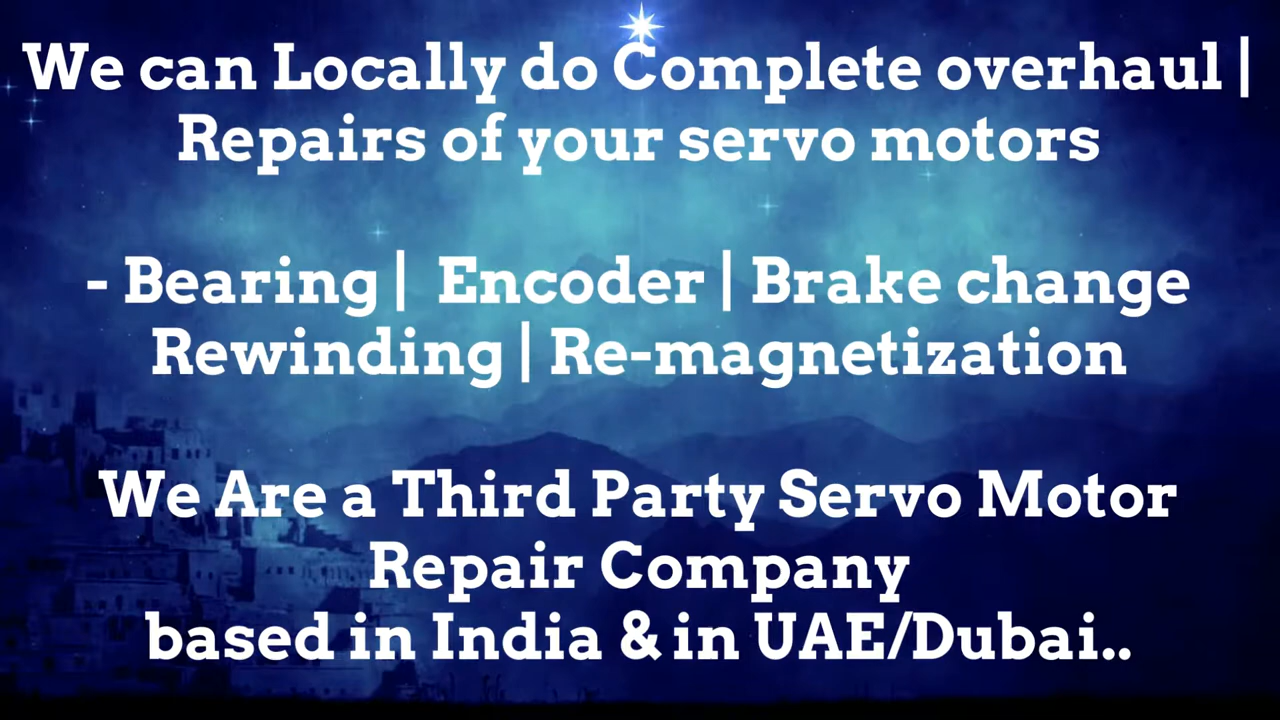 We can Locally do Complete overhaul |
Repairs of your servo motors
- Bearing |  Encoder | Brake change
Rewinding | Re-magnetization
We Are a Third Party Servo Motor
Repair Company
based in India & in UAE/Dubai..